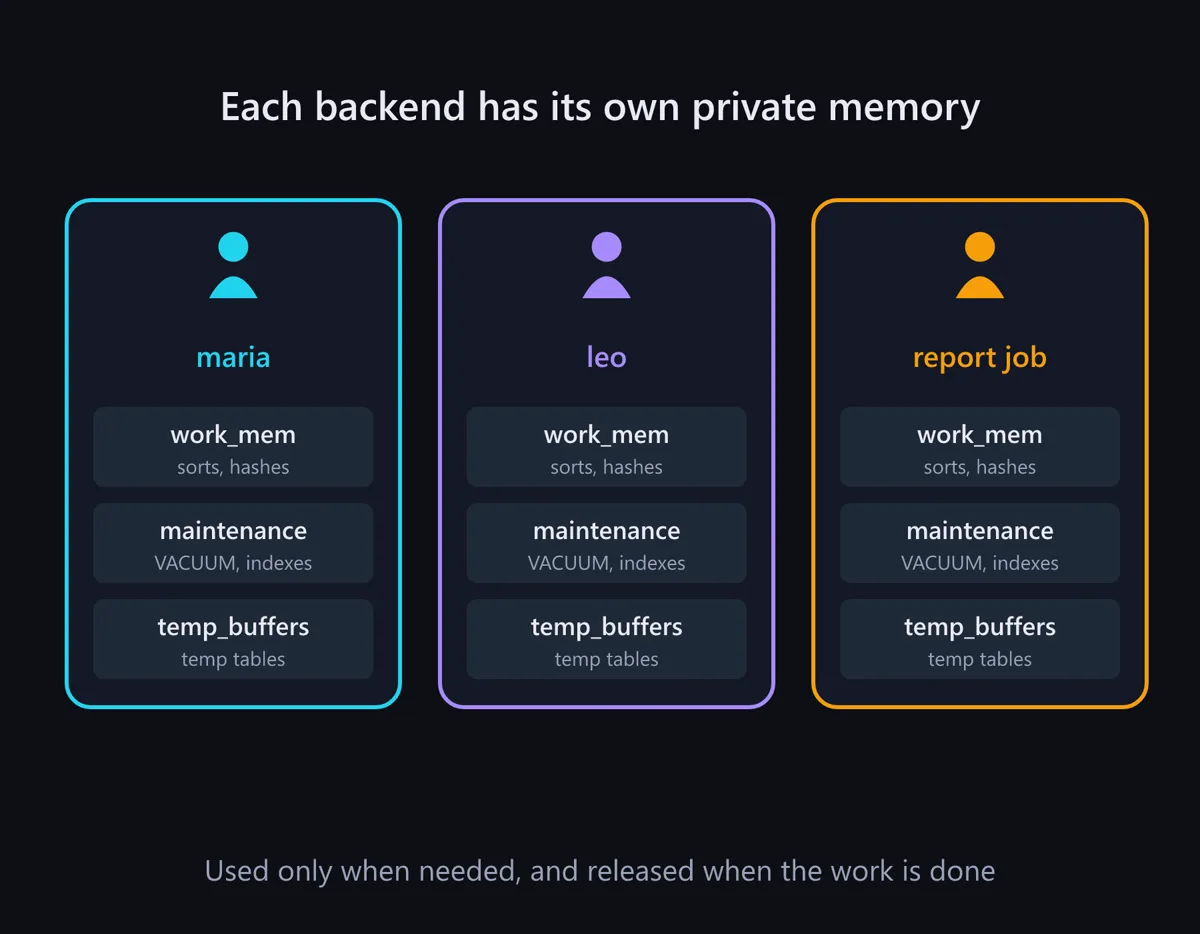 Each backend has its own private memory
maria
work_mem
sorts, hashes
maintenance
VACUUM, indexes
temp_buffers
temp tables
leo
work_mem
sorts, hashes
maintenance
VACUUM, indexes
temp_buffers
temp tables
report job
work_mem
sorts, hashes
maintenance
VACUUM, indexes
temp_buffers
temp tables
Used only when needed, and released when the work is done